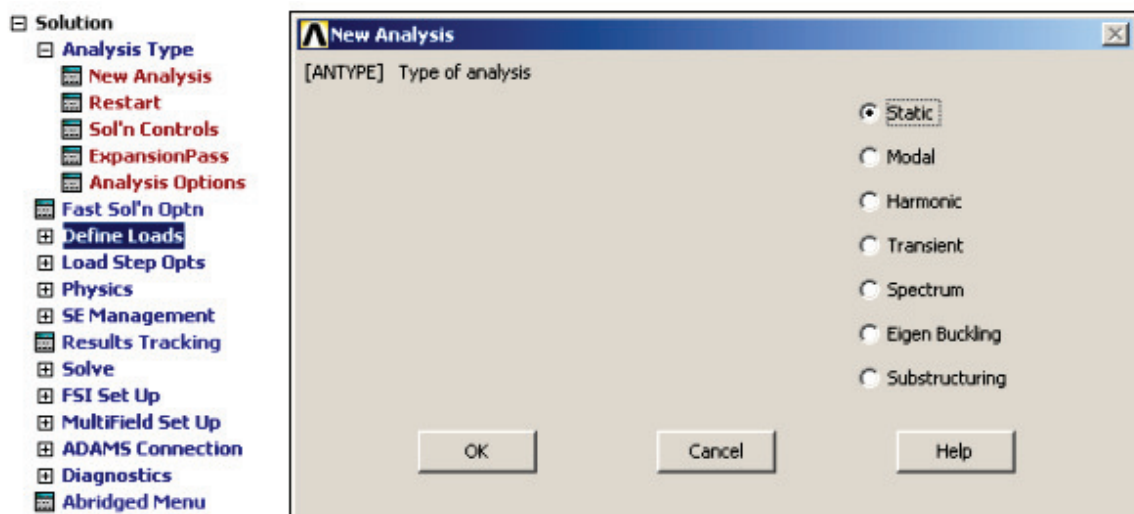 Solution
Analysis Type
New Analysis
Restart
Sol'n Controls
ExpansionPass
Analysis Options
Fast Sol'n Optn
Define Loads
Load Step Opts
Physics
SE Management
Results Tracking
Solve
FSI Set Up
MultiField Set Up
ADAMS Connection
Diagnostics
Abridged Menu
New Analysis
[ANTYPE] Type of analysis
Static
Modal
Harmonic
Transient
Spectrum
Eigen Buckling
Substructuring
OK
Cancel
Help